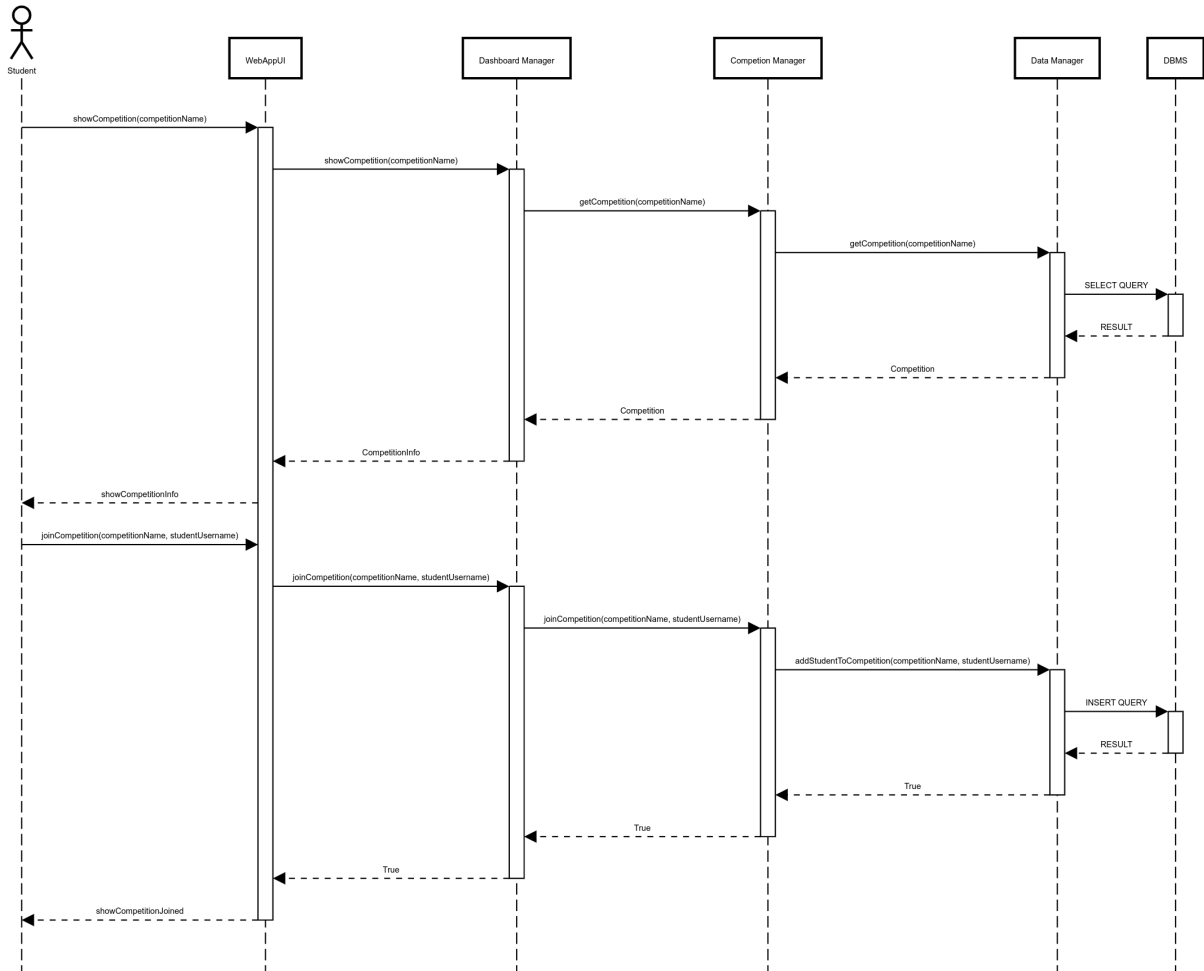 Student
WebAppUI
Dashboard Manager
Competion Manager
Data Manager
DBMS
showCompetition(competitionName)
showCompetition(competitionName)
getCompetition(competitionName)
getCompetition(competitionName)
SELECT QUERY
RESULT
Competition
Competition
CompetitionInfo
showCompetitionInfo
joinCompetition(competitionName, studentUsername)
joinCompetition(competitionName, studentUsername)
joinCompetition(competitionName, studentUsername)
addStudentToCompetition(competitionName, studentUsername)
INSERT QUERY
RESULT
True
True
True
showCompetitionJoined